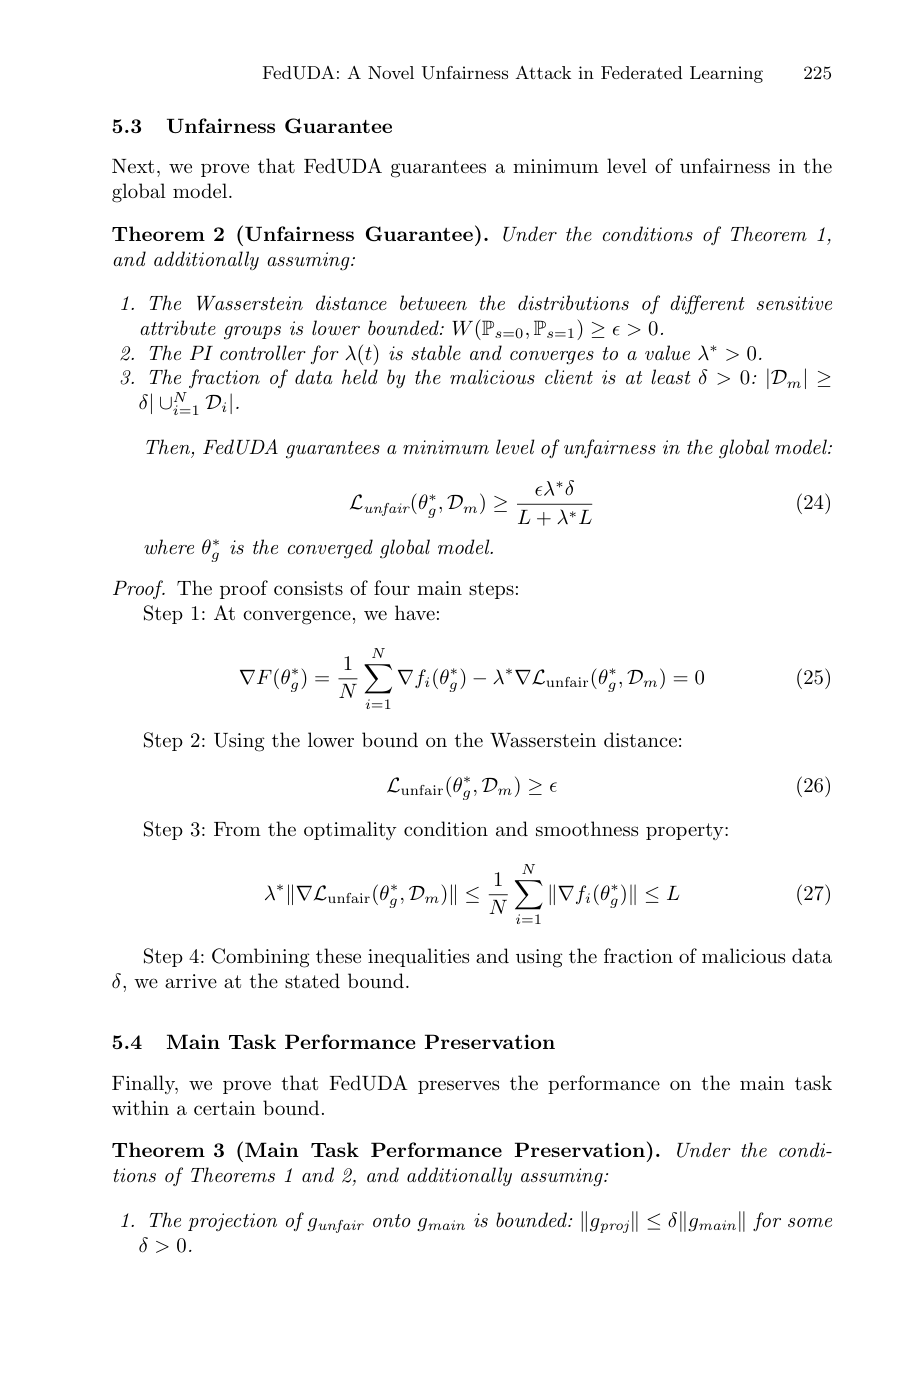 FedUDA: A Novel Unfairness Attack in Federated Learning 225
5.3 Unfairness Guarantee
Next, we prove that FedUDA guarantees a minimum level of unfairness in the
global model.
Theorem 2 (Unfairness Guarantee). Under the conditions of Theorem 1,
and additionally assuming:
1. The Wasserstein distance between the distributions of different sensitive
attribute groups is lower bounded: W(ℙ_{s=0}, ℙ_{s=1}) ≥ ϵ > 0.
2. The PI controller for λ(t) is stable and converges to a value λ* > 0.
3. The fraction of data held by the malicious client is at least δ > 0: |𝒟_m| ≥
δ| ∪_{i=1}^N 𝒟_i|.
Then, FedUDA guarantees a minimum level of unfairness in the global model:
ℒ_{unfair}(θ_g^*, 𝒟_m) ≥ \frac{ϵλ*δ}{L + λ*L} (24)
where θ_g^* is the converged global model.
Proof. The proof consists of four main steps:
Step 1: At convergence, we have:
∇F(θ_g^*) = \frac{1}{N} ∑_{i=1}^{N} ∇f_i(θ_g^*) − λ*∇ℒ_{unfair}(θ_g^*, 𝒟_m) = 0 (25)
Step 2: Using the lower bound on the Wasserstein distance:
ℒ_{unfair}(θ_g^*, 𝒟_m) ≥ ϵ (26)
Step 3: From the optimality condition and smoothness property:
λ*‖∇ℒ_{unfair}(θ_g^*, 𝒟_m)‖ ≤ \frac{1}{N} ∑_{i=1}^{N} ‖∇f_i(θ_g^*)‖ ≤ L (27)
Step 4: Combining these inequalities and using the fraction of malicious data
δ, we arrive at the stated bound.
5.4 Main Task Performance Preservation
Finally, we prove that FedUDA preserves the performance on the main task
within a certain bound.
Theorem 3 (Main Task Performance Preservation). Under the condi-
tions of Theorems 1 and 2, and additionally assuming:
1. The projection of g_{unfair} onto g_{main} is bounded: ‖g_{proj}‖ ≤ δ‖g_{main}‖ for some
δ > 0.